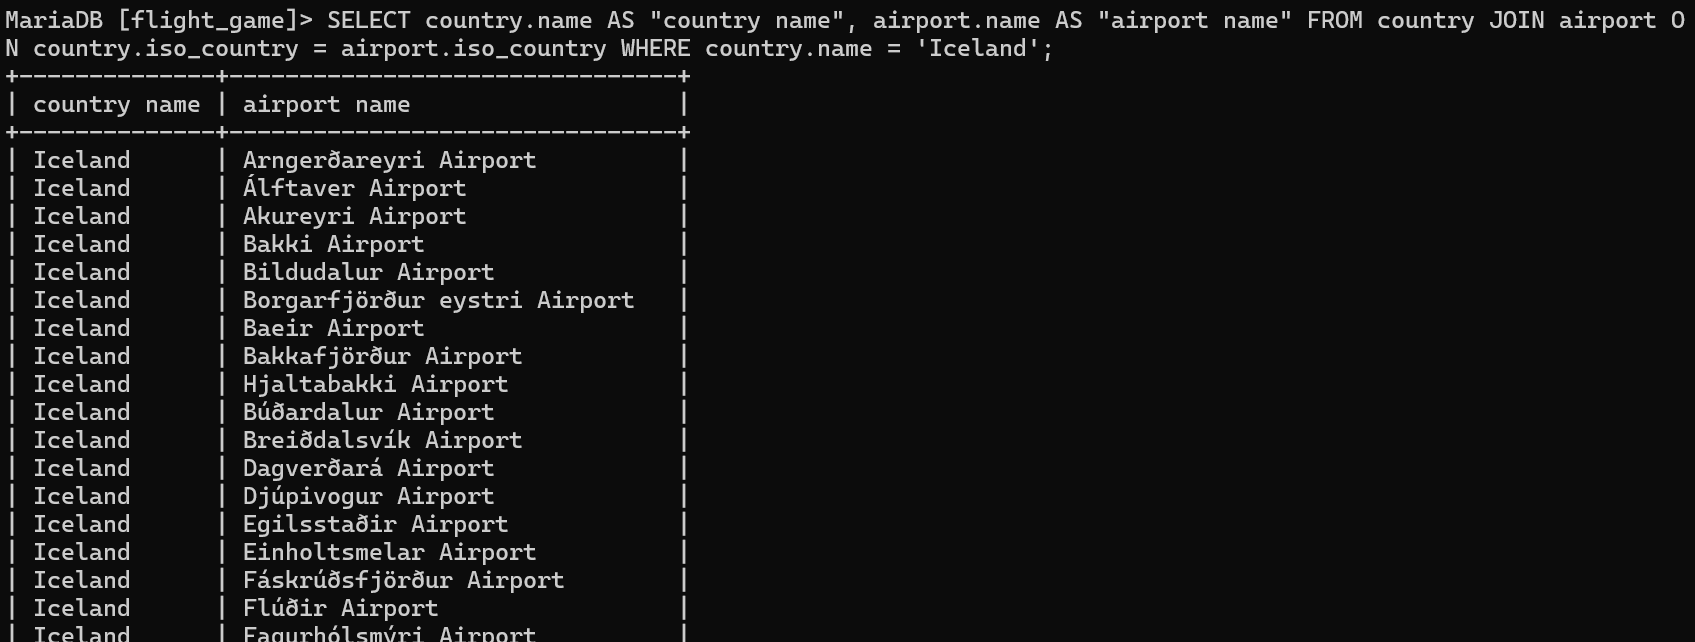 MariaDB [flight_game]> SELECT country.name AS "country name", airport.name AS "airport name" FROM country JOIN airport O
N country.iso_country = airport.iso_country WHERE country.name = 'Iceland';
+--------------+--------------------------------+
| country name | airport name                   |
+--------------+--------------------------------+
| Iceland      | Arngerðareyri Airport          |
| Iceland      | Álftaver Airport               |
| Iceland      | Akureyri Airport               |
| Iceland      | Bakki Airport                  |
| Iceland      | Bildudalur Airport             |
| Iceland      | Borgarfjörður eystri Airport   |
| Iceland      | Baeir Airport                  |
| Iceland      | Bakkafjörður Airport           |
| Iceland      | Hjaltabakki Airport            |
| Iceland      | Búðardalur Airport             |
| Iceland      | Breiðdalsvík Airport           |
| Iceland      | Dagverðará Airport             |
| Iceland      | Djúpivogur Airport             |
| Iceland      | Egilsstaðir Airport            |
| Iceland      | Einholtsmelar Airport          |
| Iceland      | Fáskrúðsfjörður Airport        |
| Iceland      | Flúðir Airport                 |
| Iceland      | Fagurhólsmýri Airport          |